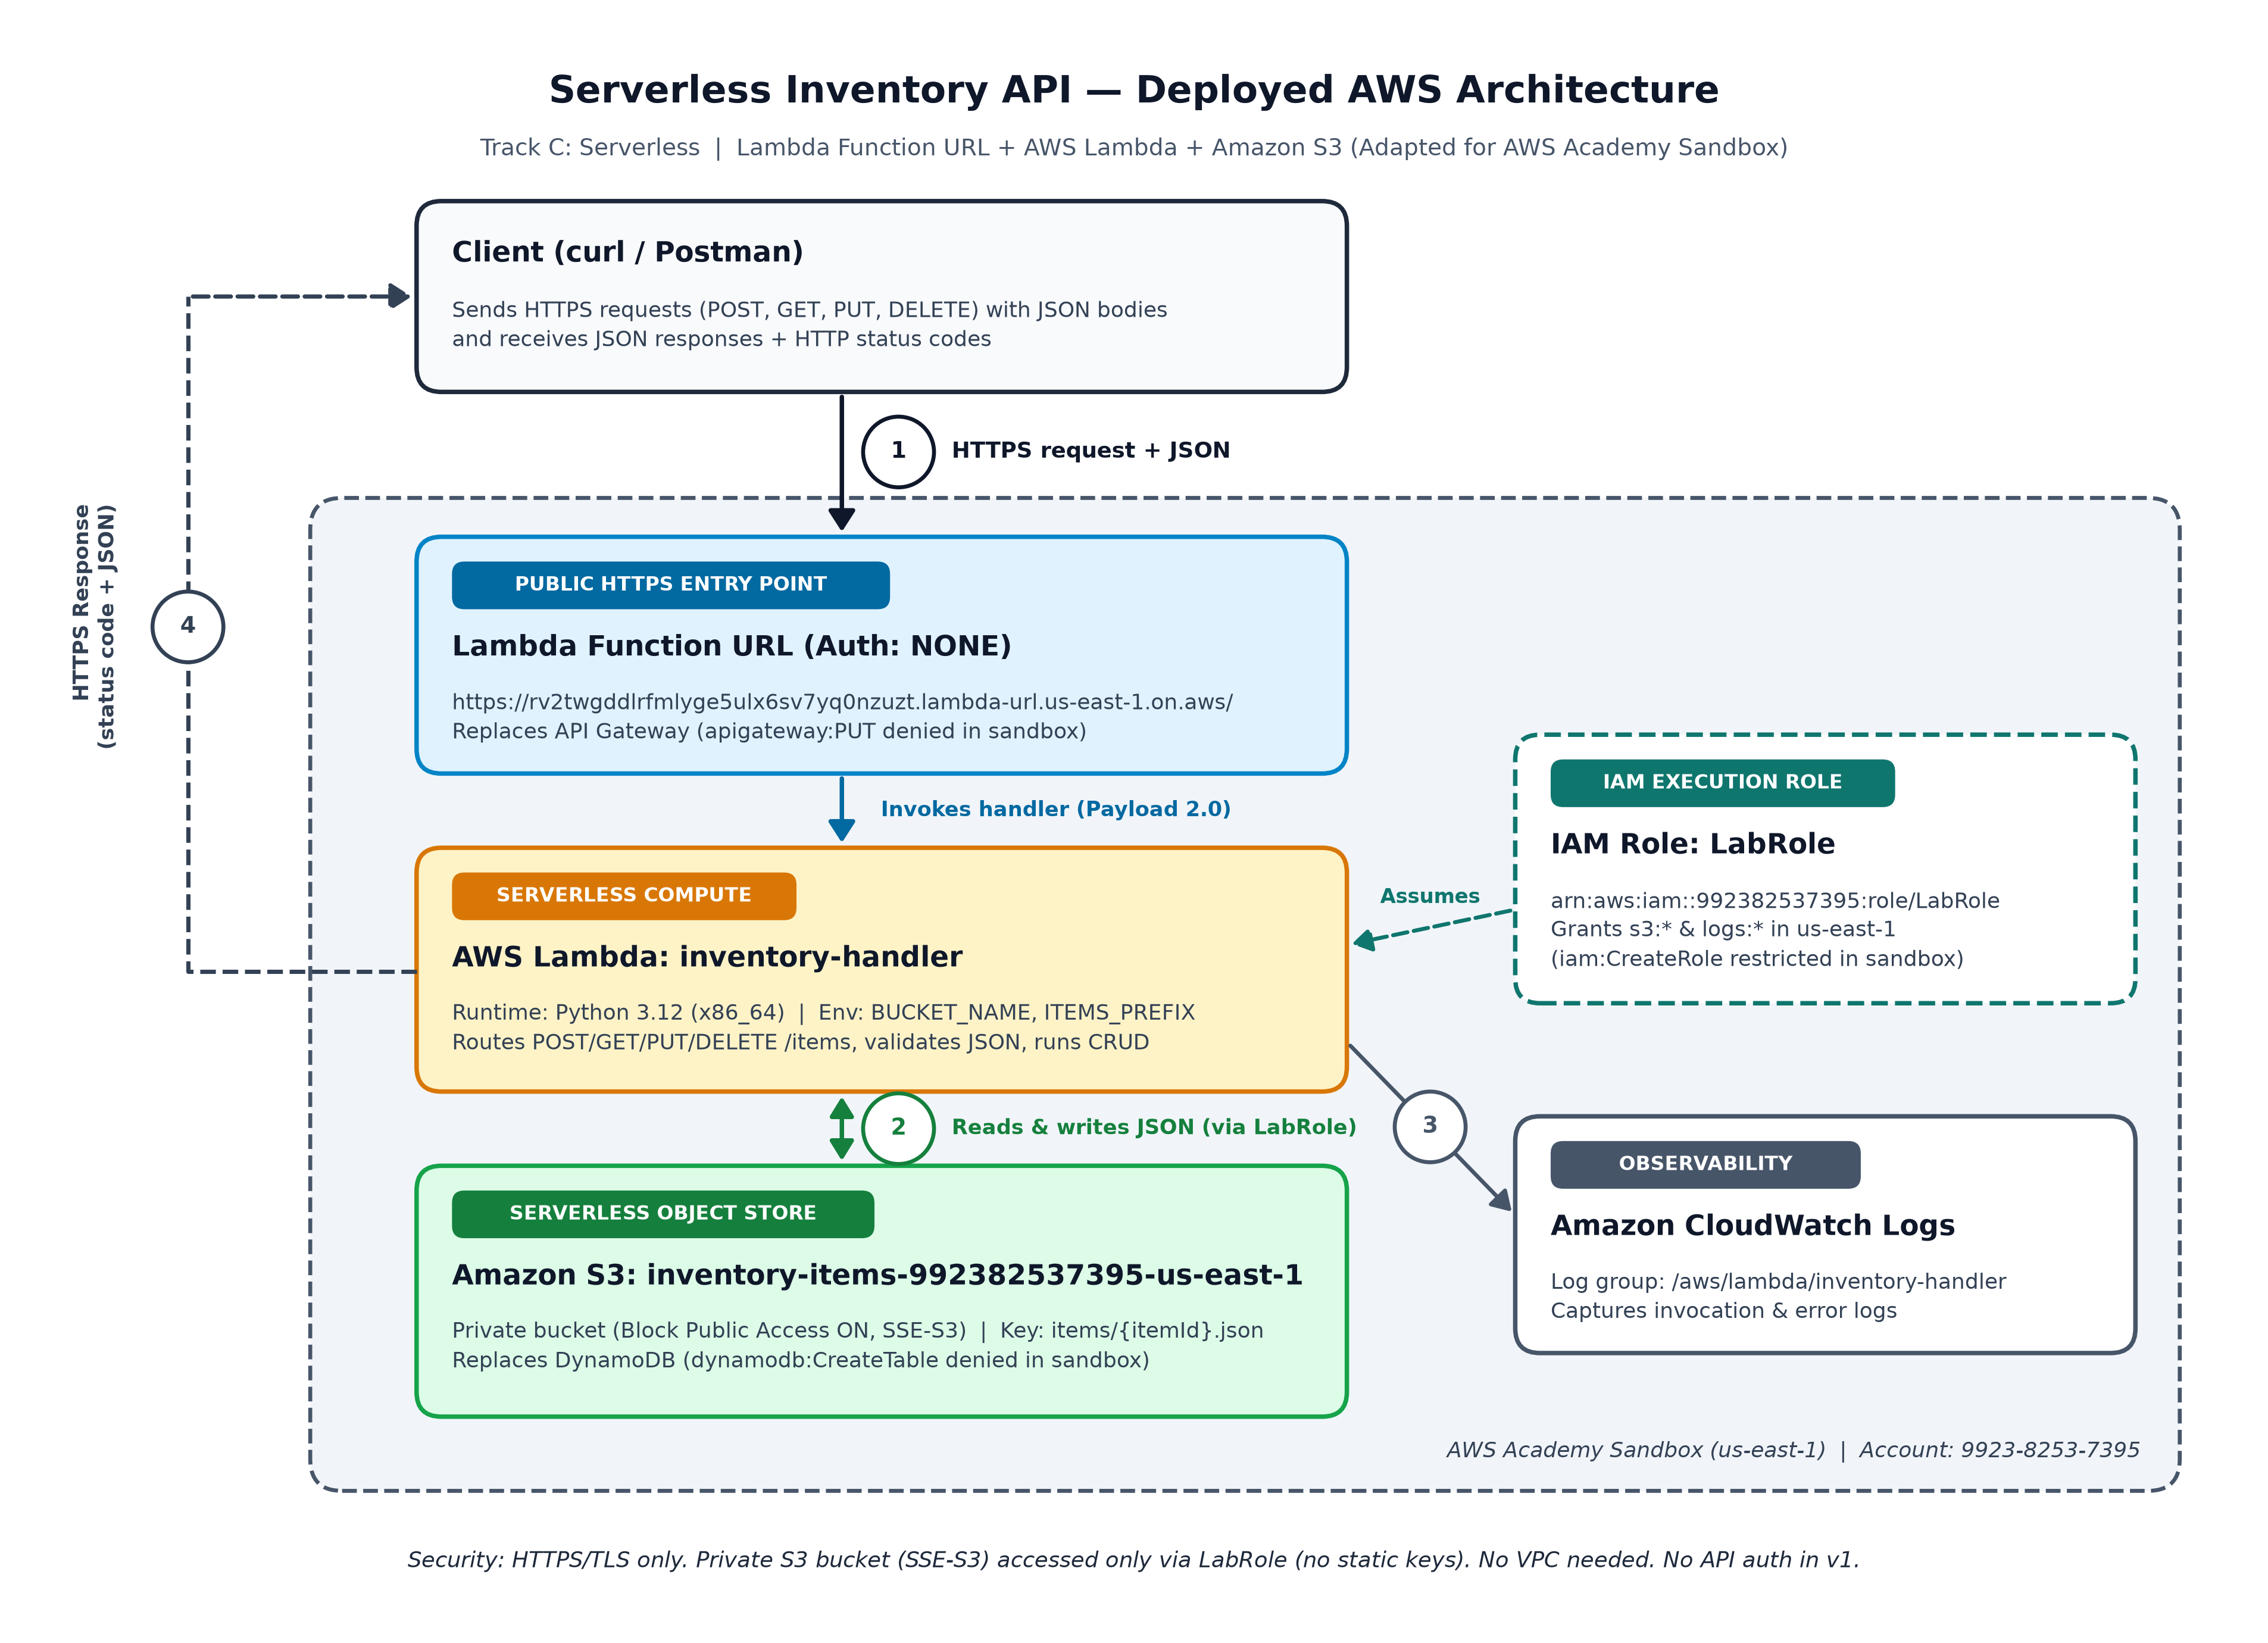 Serverless Inventory API — Deployed AWS Architecture
Track C: Serverless | Lambda Function URL + AWS Lambda + Amazon S3 (Adapted for AWS Academy Sandbox)
Client (curl / Postman)
Sends HTTPS requests (POST, GET, PUT, DELETE) with JSON bodies
and receives JSON responses + HTTP status codes
1
HTTPS request + JSON
HTTPS Response
(status code + JSON)
4
PUBLIC HTTPS ENTRY POINT
Lambda Function URL (Auth: NONE)
https://rv2twgddlrfmlyge5ulx6sv7yq0nzuzt.lambda-url.us-east-1.on.aws/
Replaces API Gateway (apigateway:PUT denied in sandbox)
Invokes handler (Payload 2.0)
IAM EXECUTION ROLE
IAM Role: LabRole
arn:aws:iam::992382537395:role/LabRole
Grants s3:* & logs:* in us-east-1
(iam:CreateRole restricted in sandbox)
Assumes
SERVERLESS COMPUTE
AWS Lambda: inventory-handler
Runtime: Python 3.12 (x86_64) | Env: BUCKET_NAME, ITEMS_PREFIX
Routes POST/GET/PUT/DELETE /items, validates JSON, runs CRUD
2
Reads & writes JSON (via LabRole)
3
OBSERVABILITY
Amazon CloudWatch Logs
Log group: /aws/lambda/inventory-handler
Captures invocation & error logs
SERVERLESS OBJECT STORE
Amazon S3: inventory-items-992382537395-us-east-1
Private bucket (Block Public Access ON, SSE-S3) | Key: items/{itemId}.json
Replaces DynamoDB (dynamodb:CreateTable denied in sandbox)
AWS Academy Sandbox (us-east-1) | Account: 9923-8253-7395
Security: HTTPS/TLS only. Private S3 bucket (SSE-S3) accessed only via LabRole (no static keys). No VPC needed. No API auth in v1.